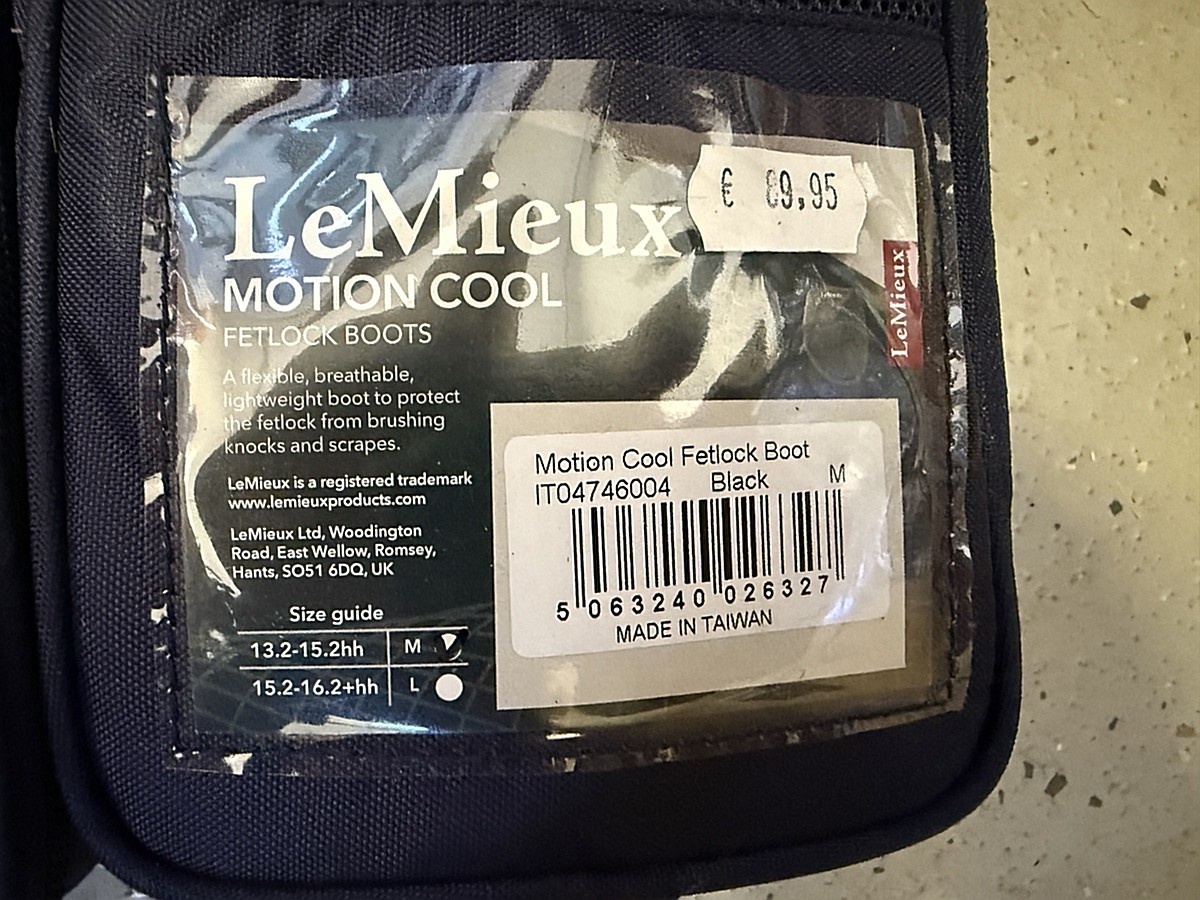 LeMieux
€ 89,95
MOTION COOL
FETLOCK BOOTS
LeMieux
A flexible, breathable,
lightweight boot to protect
the fetlock from brushing
knocks and scrapes.
LeMieux is a registered trademark
www.lemieuxproducts.com
LeMieux Ltd, Woodington
Road, East Wellow, Romsey,
Hants, SO51 6DQ, UK
Size guide
13.2-15.2hh M
15.2-16.2+hh L
Motion Cool Fetlock Boot
IT04746004 Black M
5 063240 026327
MADE IN TAIWAN